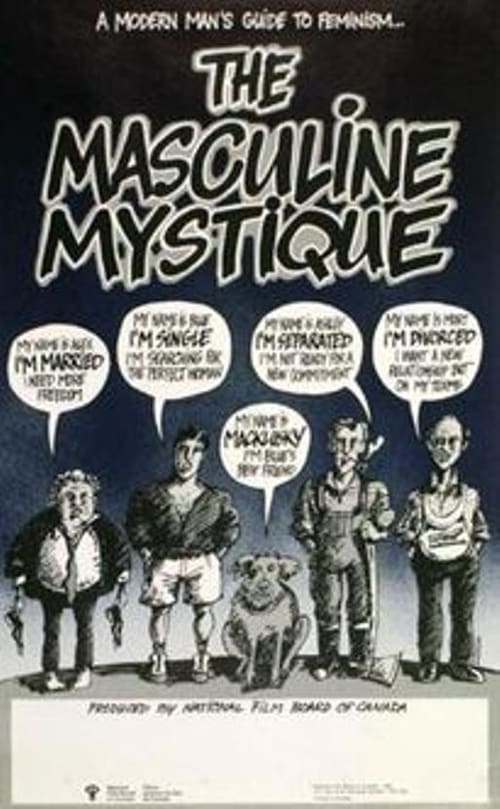 A MODERN MAN'S GUIDE TO FEMINISM...
THE
MASCULINE
MYSTIQUE
MY NAME IS ALEX
I'M MARRIED
I NEED MORE
FREEDOM
MY NAME IS BLUE
I'M SINGLE
I'M SEARCHING FOR
THE PERFECT WOMAN
MY NAME IS
MACKLUSKY
I'M BLUE'S
BEST FRIEND
MY NAME IS ASHLEY
I'M SEPARATED
I'M NOT READY FOR A
NEW COMMITMENT
MY NAME IS MORT
I'M DIVORCED
I WANT A NEW
RELATIONSHIP BUT
ON MY TERMS
PRODUCED BY NATIONAL FILM BOARD OF CANADA